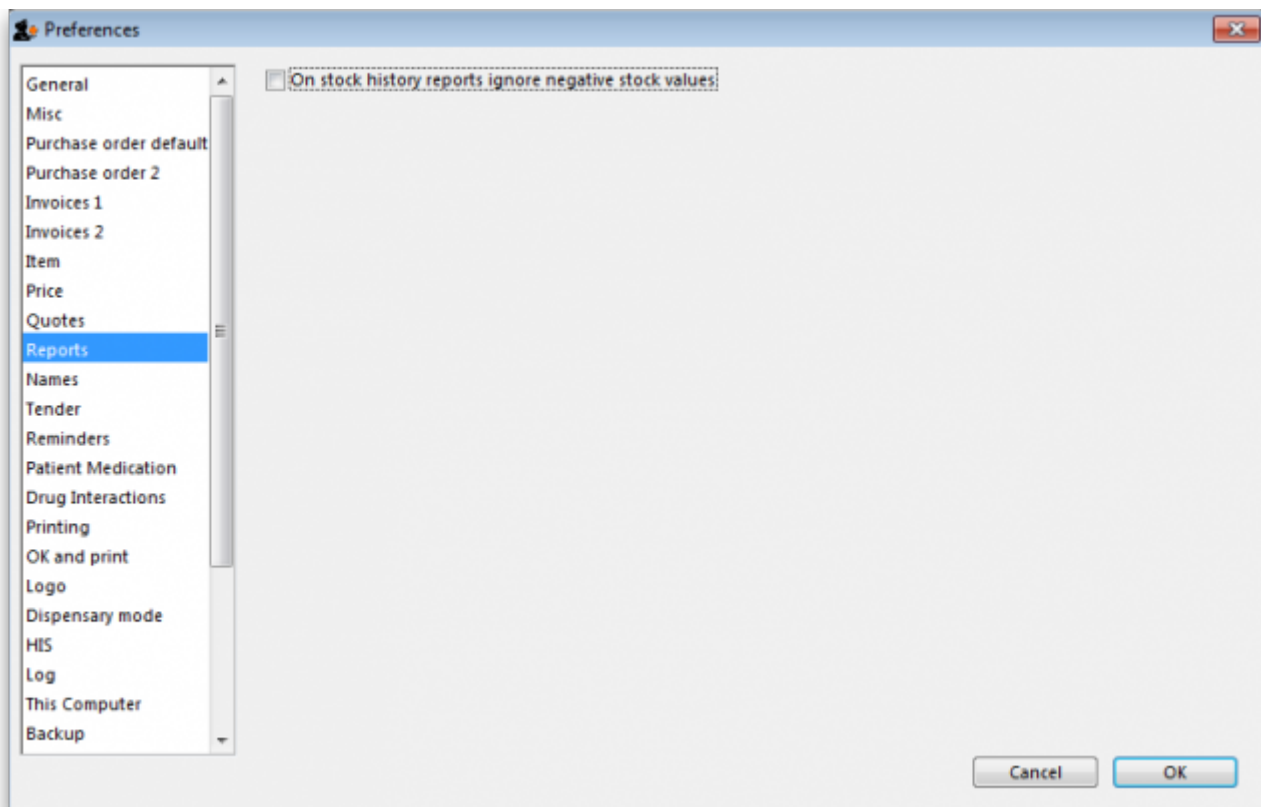 Preferences
General
Misc
Purchase order default
Purchase order 2
Invoices 1
Invoices 2
Item
Price
Quotes
Reports
Names
Tender
Reminders
Patient Medication
Drug Interactions
Printing
OK and print
Logo
Dispensary mode
HIS
Log
This Computer
Backup
On stock history reports ignore negative stock values
Cancel
OK